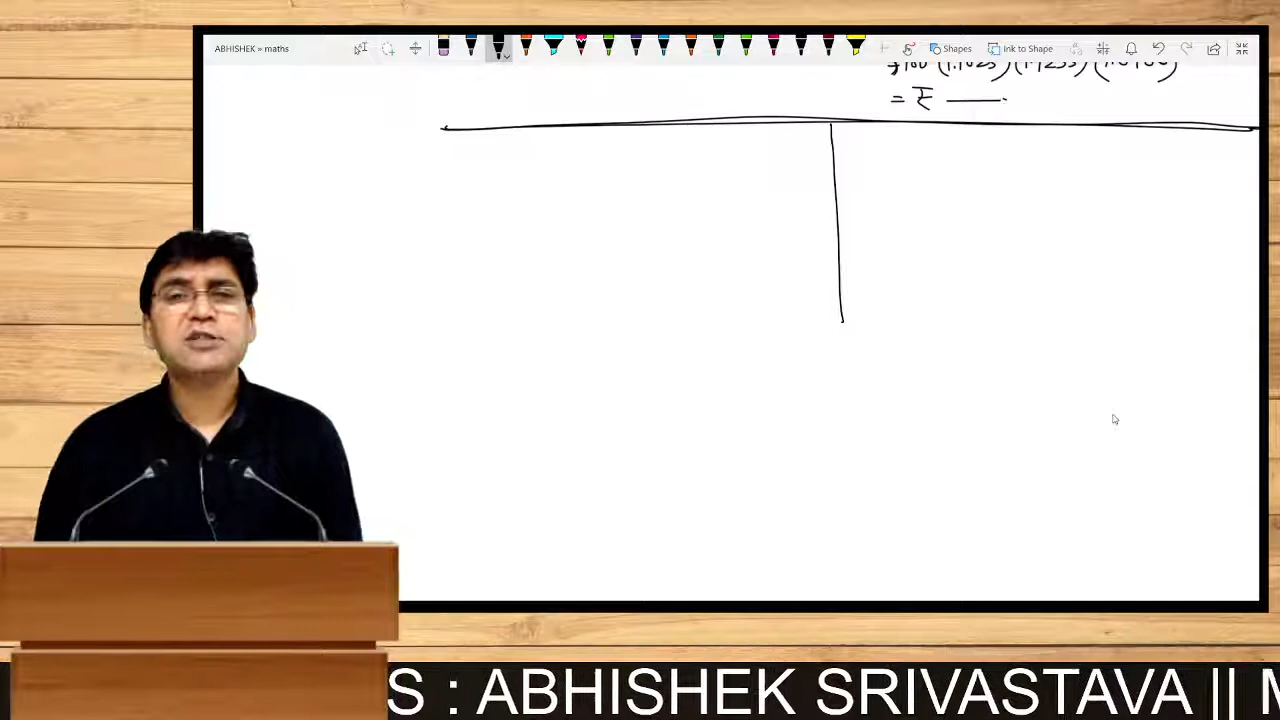 ABHISHEK » maths
Shapes
Ink to Shape
= ₹ ——.
S : ABHISHEK SRIVASTAVA ||